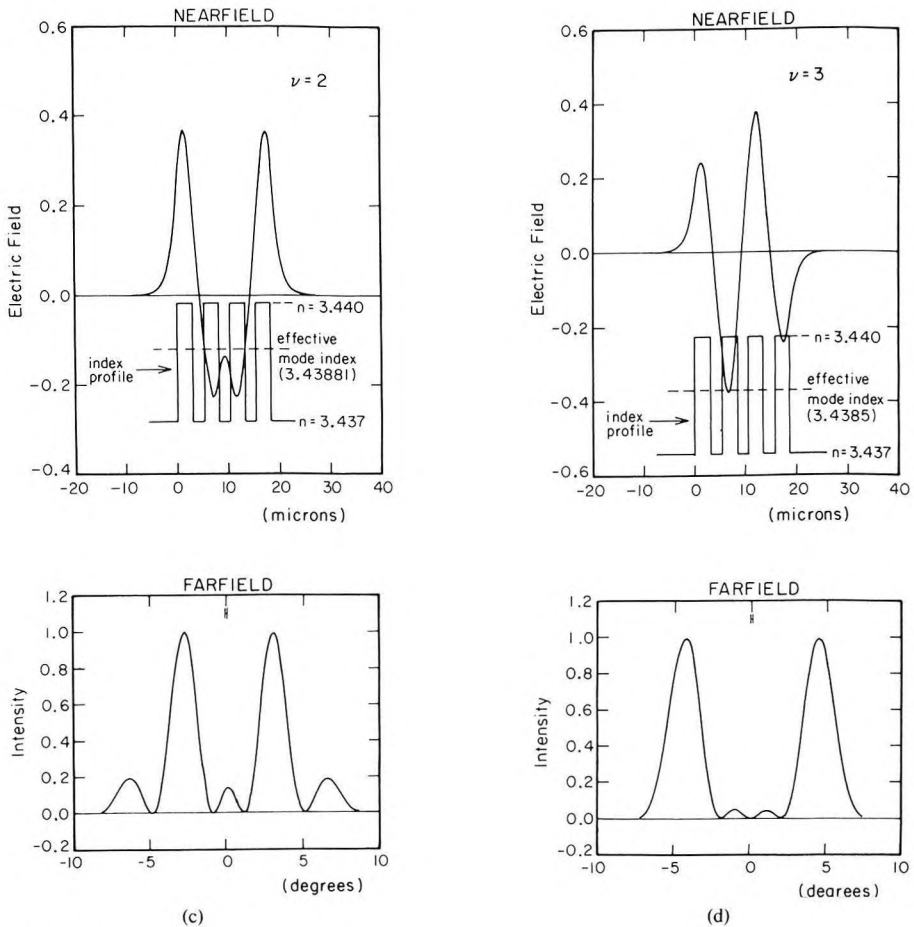 NEARFIELD
0.6
0.4
0.2
0.0
-0.2
-0.4
Electric Field
ν=2
n=3.440
effective
mode index
(3.43881)
index
profile
n=3.437
-20 -10 0 10 20 30 40
(microns)
NEARFIELD
0.6
0.4
0.2
0.0
-0.2
-0.4
-0.6
Electric Field
ν=3
n=3.440
effective
mode index
(3.4385)
index
profile
n=3.437
-20 -10 0 10 20 30 40
(microns)
FARFIELD
1.2
1.0
0.8
0.6
0.4
0.2
0.0
-0.2
Intensity
-10 -5 0 5 10
(degrees)
(c)
FARFIELD
1.2
1.0
0.8
0.6
0.4
0.2
0.0
-0.2
Intensity
-10 -5 0 5 10
(dearees)
(d)